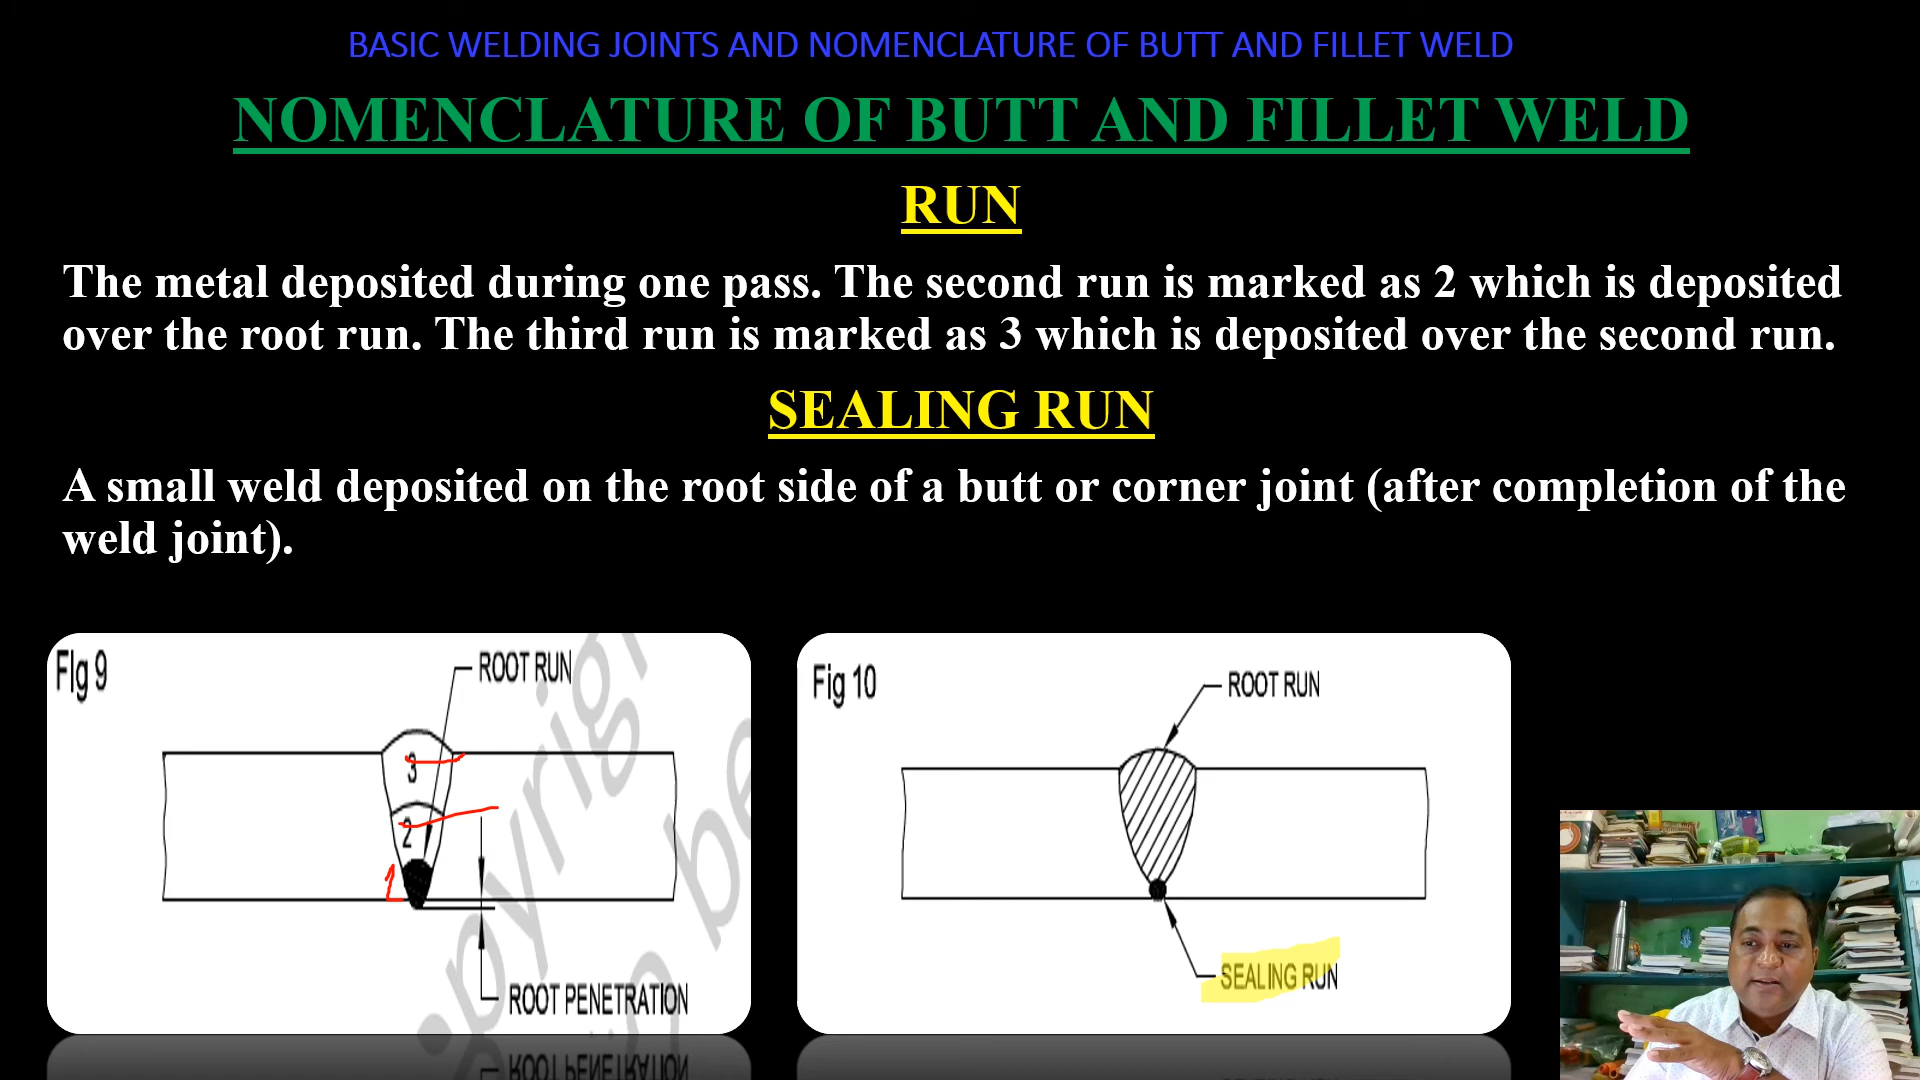 BASIC WELDING JOINTS AND NOMENCLATURE OF BUTT AND FILLET WELD
NOMENCLATURE OF BUTT AND FILLET WELD
RUN
The metal deposited during one pass. The second run is marked as 2 which is deposited
over the root run. The third run is marked as 3 which is deposited over the second run.
SEALING RUN
A small weld deposited on the root side of a butt or corner joint (after completion of the
weld joint).
FIg 9
ROOT RUN
3
2
1
ROOT PENETRATION
Fig 10
ROOT RUN
SEALING RUN